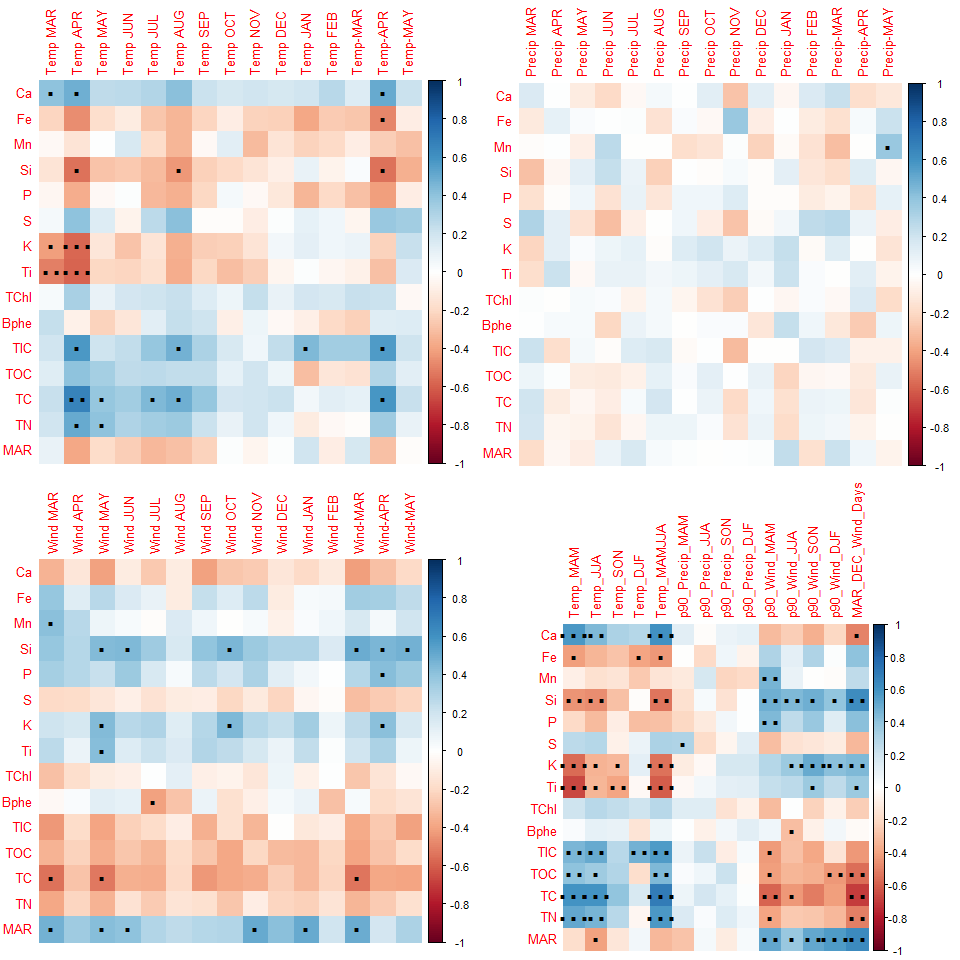 Temp MAR
Temp APR
Temp MAY
Temp JUN
Temp JUL
Temp AUG
Temp SEP
Temp OCT
Temp NOV
Temp DEC
Temp JAN
Temp FEB
Temp-MAR
Temp-APR
Temp-MAY
Ca
Fe
Mn
Si
P
S
K
Ti
TChl
Bphe
TIC
TOC
TC
TN
MAR
1
0.8
0.6
0.4
0.2
0
-0.2
-0.4
-0.6
-0.8
-1
Precip MAR
Precip APR
Precip MAY
Precip JUN
Precip JUL
Precip AUG
Precip SEP
Precip OCT
Precip NOV
Precip DEC
Precip JAN
Precip FEB
Precip-MAR
Precip-APR
Precip-MAY
Ca
Fe
Mn
Si
P
S
K
Ti
TChl
Bphe
TIC
TOC
TC
TN
MAR
1
0.8
0.6
0.4
0.2
0
-0.2
-0.4
-0.6
-0.8
-1
Wind MAR
Wind APR
Wind MAY
Wind JUN
Wind JUL
Wind AUG
Wind SEP
Wind OCT
Wind NOV
Wind DEC
Wind JAN
Wind FEB
Wind-MAR
Wind-APR
Wind-MAY
Ca
Fe
Mn
Si
P
S
K
Ti
TChl
Bphe
TIC
TOC
TC
TN
MAR
1
0.8
0.6
0.4
0.2
0
-0.2
-0.4
-0.6
-0.8
-1
Temp_MAM
Temp_JJA
Temp_SON
Temp_DJF
Temp_MAMJJA
p90_Precip_MAM
p90_Precip_JJA
p90_Precip_SON
p90_Precip_DJF
p90_Wind_MAM
p90_Wind_JJA
p90_Wind_SON
p90_Wind_DJF
MAR_DEC_Wind_Days
Ca
Fe
Mn
Si
P
S
K
Ti
TChl
Bphe
TIC
TOC
TC
TN
MAR
1
0.8
0.6
0.4
0.2
0
-0.2
-0.4
-0.6
-0.8
-1